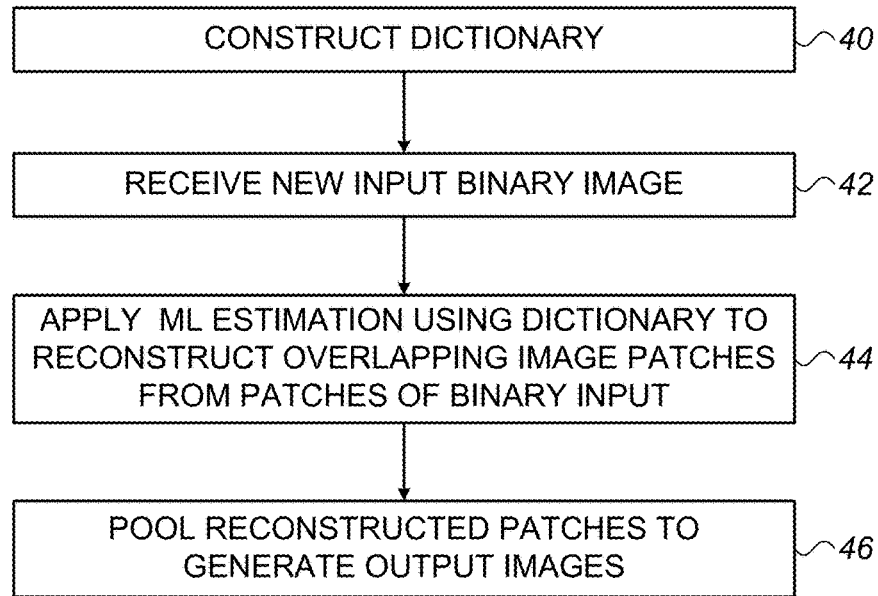 CONSTRUCT DICTIONARY 40
RECEIVE NEW INPUT BINARY IMAGE 42
APPLY ML ESTIMATION USING DICTIONARY TO
RECONSTRUCT OVERLAPPING IMAGE PATCHES 44
FROM PATCHES OF BINARY INPUT
POOL RECONSTRUCTED PATCHES TO
GENERATE OUTPUT IMAGES 46